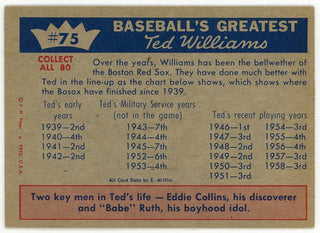 #75
BASEBALL'S GREATEST
Ted Williams
COLLECT
ALL 80
Over the years, Williams has been the bellwether of
the Boston Red Sox. They have done much better with
Ted in the line-up as the chart below shows, which shows
where the Bosox have finished since 1939.
Ted's early
years
1939—2nd
1940—4th
1941—2nd
1942—2nd
Ted's Military Service years
(not in the game)
1943—7th
1944—4th
1945—7th
1952—6th
1953—4th
Ted's recent playing years
1946—1st 1954—3rd
1947—3rd 1955—3rd
1948—2nd 1956—3rd
1949—2nd 1957—3rd
1950—3rd 1958—3rd
1951—3rd
All Card Data by E. Mifflin
Two key men in Ted's life — Eddie Collins, his discoverer
and "Babe" Ruth, his boyhood idol.